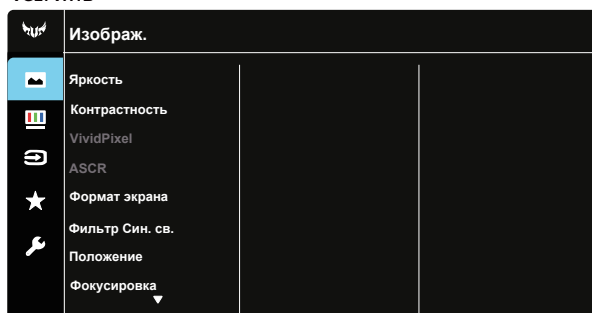 Изображ.
Яркость
Контрастность
VividPixel
ASCR
Формат экрана
Фильтр Син. св.
Положение
Фокусировка